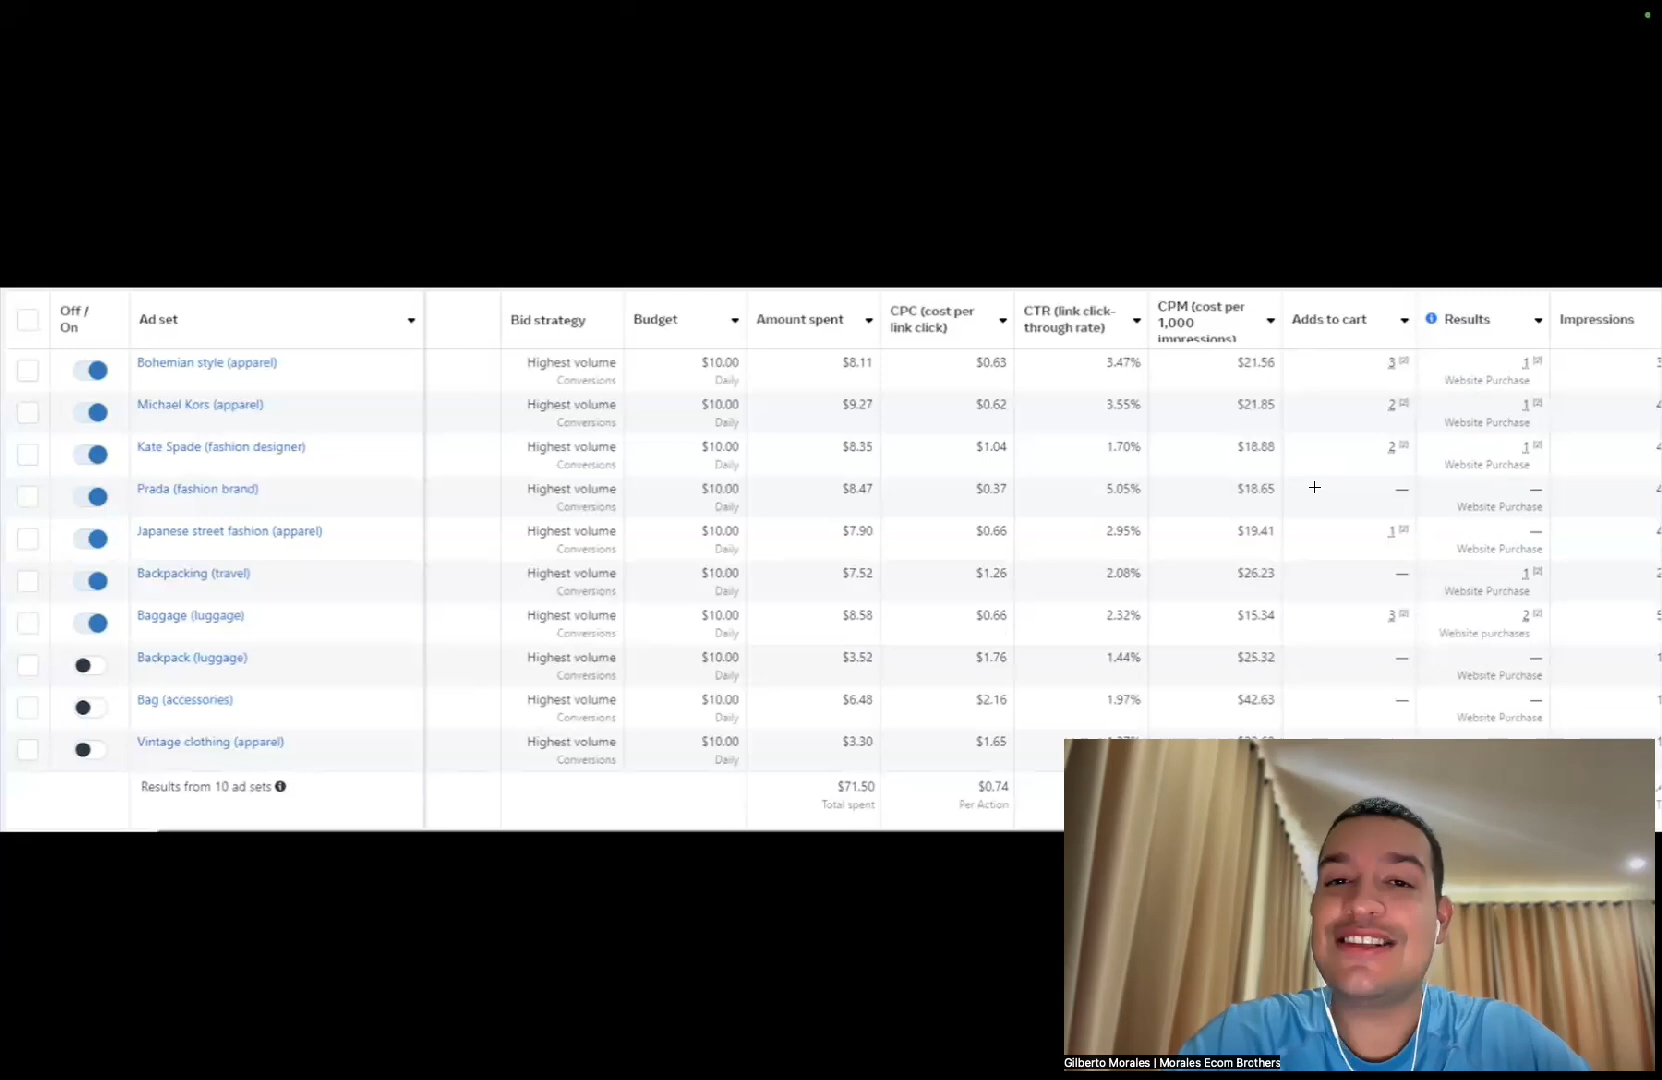 Off / On
Ad set
Bid strategy
Budget
Amount spent
CPC (cost per link click)
CTR (link click-through rate)
CPM (cost per 1,000 impressions)
Adds to cart
Results
Impressions
Bohemian style (apparel) Highest volume $10.00 $8.11 $0.63 3.47% $21.56 3 [2] 1 [2]
Conversions Daily Website Purchase
Michael Kors (apparel) Highest volume $10.00 $9.27 $0.62 3.55% $21.85 2 [2] 1 [2]
Conversions Daily Website Purchase
Kate Spade (fashion designer) Highest volume $10.00 $8.35 $1.04 1.70% $18.88 2 [2] 1 [2]
Conversions Daily Website Purchase
Prada (fashion brand) Highest volume $10.00 $8.47 $0.37 5.05% $18.65 — —
Conversions Daily Website Purchase
Japanese street fashion (apparel) Highest volume $10.00 $7.90 $0.66 2.95% $19.41 1 [2] —
Conversions Daily Website Purchase
Backpacking (travel) Highest volume $10.00 $7.52 $1.26 2.08% $26.23 — 1 [2]
Conversions Daily Website Purchase
Baggage (luggage) Highest volume $10.00 $8.58 $0.66 2.32% $15.34 3 [2] 2 [2]
Conversions Daily Website purchases
Backpack (luggage) Highest volume $10.00 $3.52 $1.76 1.44% $25.32 — —
Conversions Daily Website Purchase
Bag (accessories) Highest volume $10.00 $6.48 $2.16 1.97% $42.63 — —
Conversions Daily Website Purchase
Vintage clothing (apparel) Highest volume $10.00 $3.30 $1.65
Conversions Daily
Results from 10 ad sets $71.50 $0.74
Total spent Per Action
Gilberto Morales | Morales Ecom Brothers